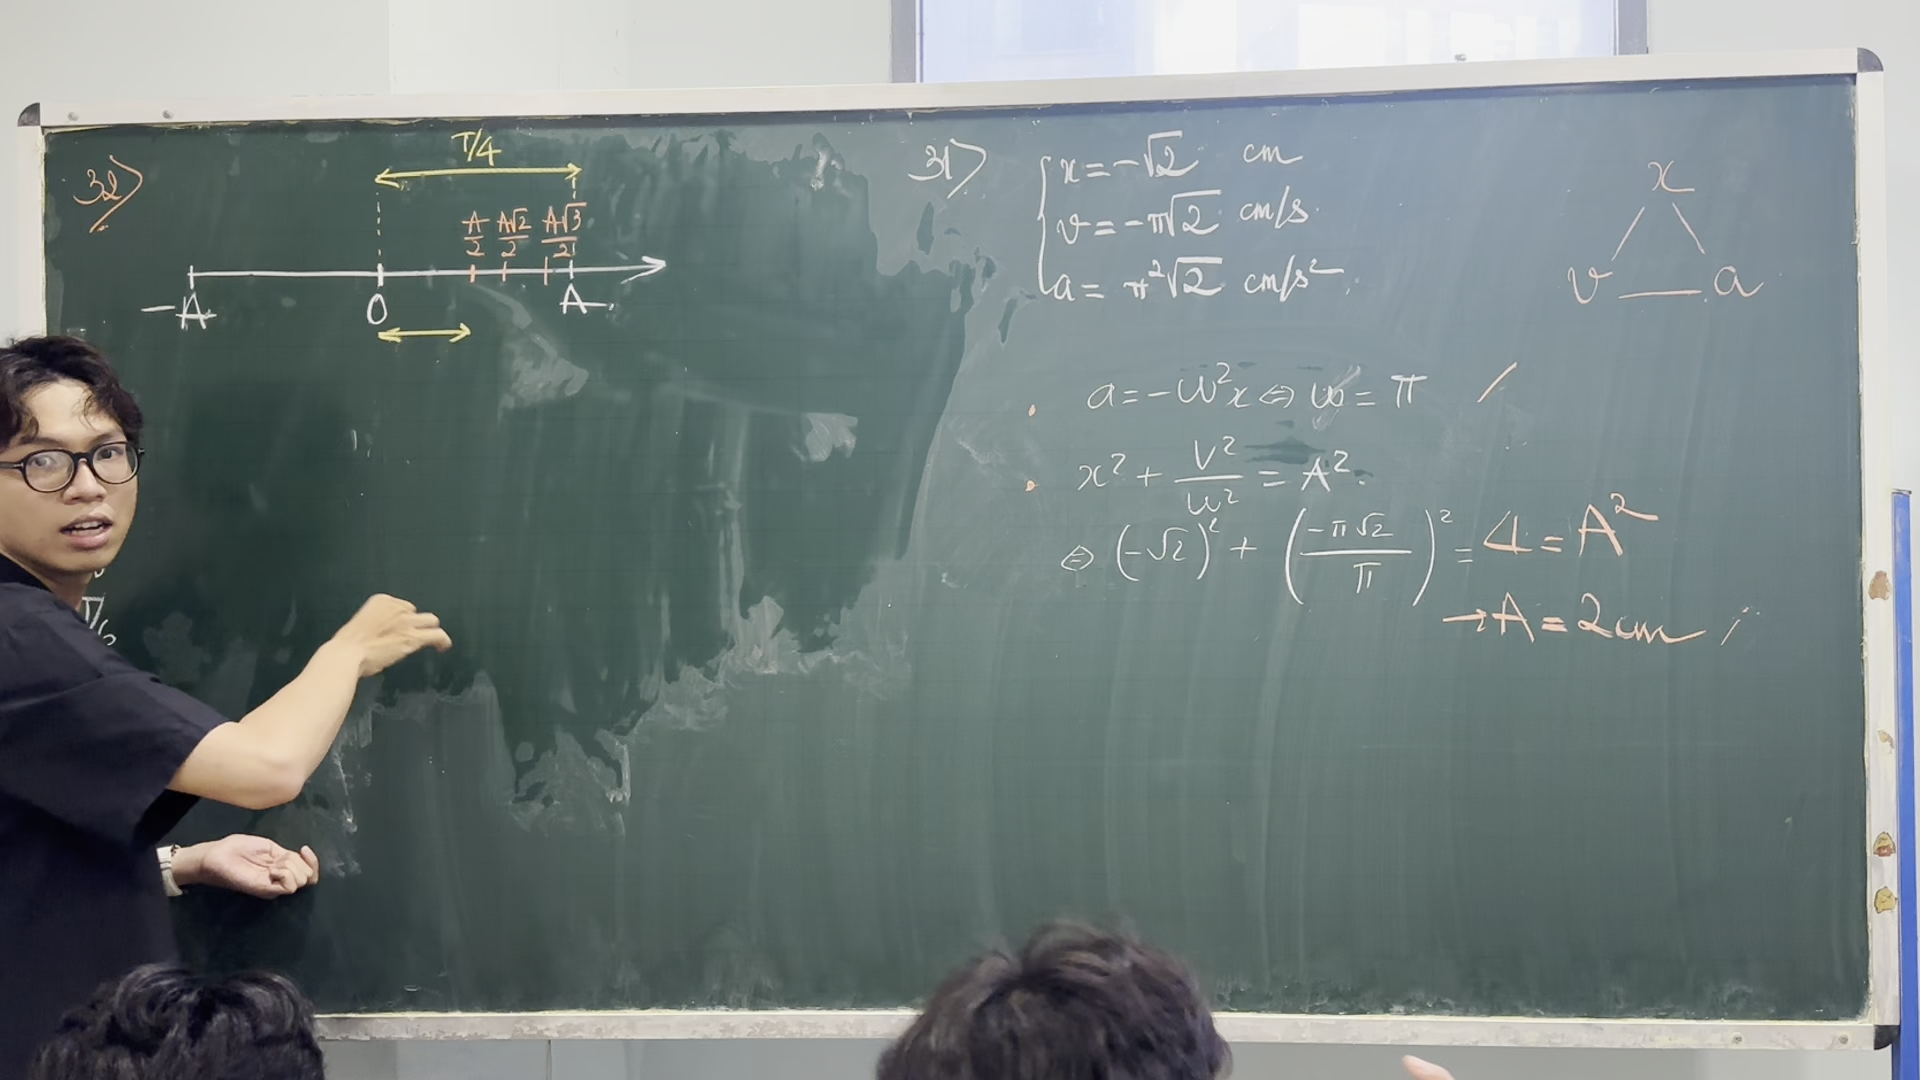 32)
T/4
A/2 A√2/2 A√3/2
-A O A
31)
x = -√2 cm
v = -π√2 cm/s
a = π²√2 cm/s²
x
v — a
a = -ω²x ⇔ ω = π
x² + V²/ω² = A²
⇔ (-√2)² + (-π√2/π)² = 4 = A²
→ A = 2cm